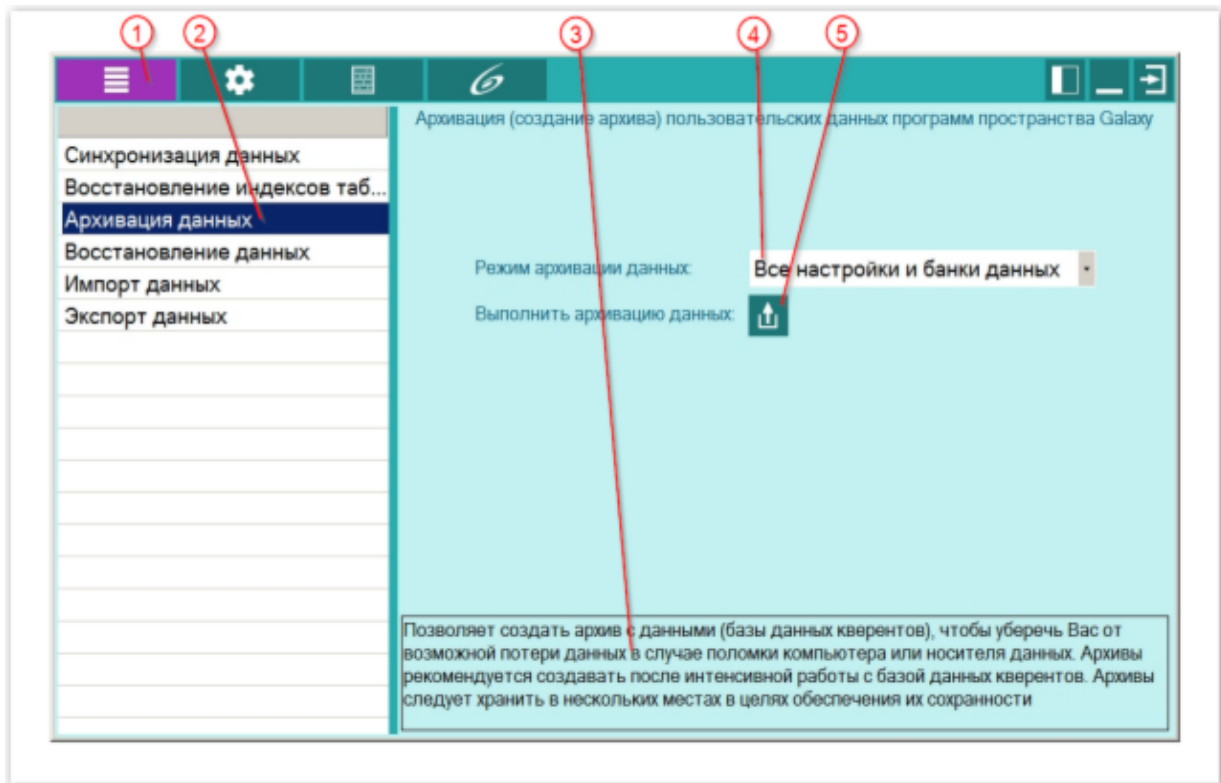 1 2 3 4 5
Архивация (создание архива) пользовательских данных программ пространства Galaxy
Синхронизация данных
Восстановление индексов таб...
Архивация данных
Восстановление данных
Импорт данных
Экспорт данных
Режим архивации данных: Все настройки и банки данных
Выполнить архивацию данных:
Позволяет создать архив с данными (базы данных кверентов), чтобы уберечь Вас от
возможной потери данных в случае поломки компьютера или носителя данных. Архивы
рекомендуется создавать после интенсивной работы с базой данных кверентов. Архивы
следует хранить в нескольких местах в целях обеспечения их сохранности